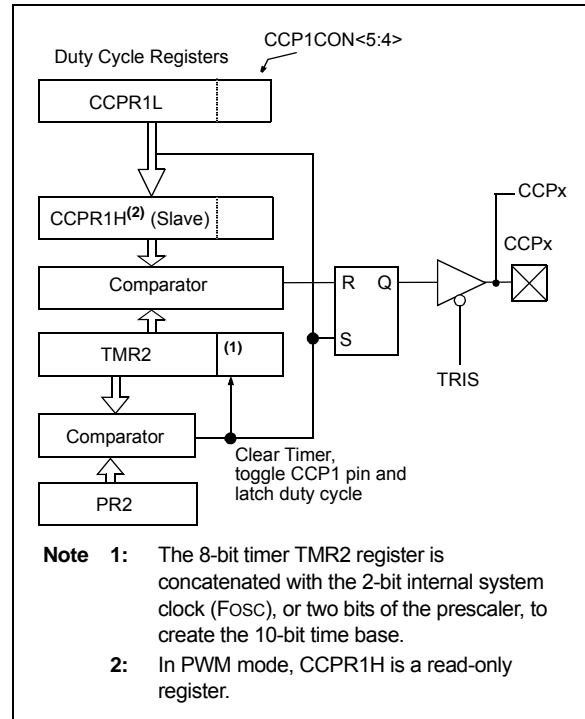 CCP1CON<5:4>
Duty Cycle Registers
CCPR1L
CCPR1H(2) (Slave)
CCPx
CCPx
Comparator
R Q
S
TMR2 (1)
TRIS
Comparator
Clear Timer,
toggle CCP1 pin and
latch duty cycle
PR2
Note 1: The 8-bit timer TMR2 register is
concatenated with the 2-bit internal system
clock (FOSC), or two bits of the prescaler, to
create the 10-bit time base.
2: In PWM mode, CCPR1H is a read-only
register.